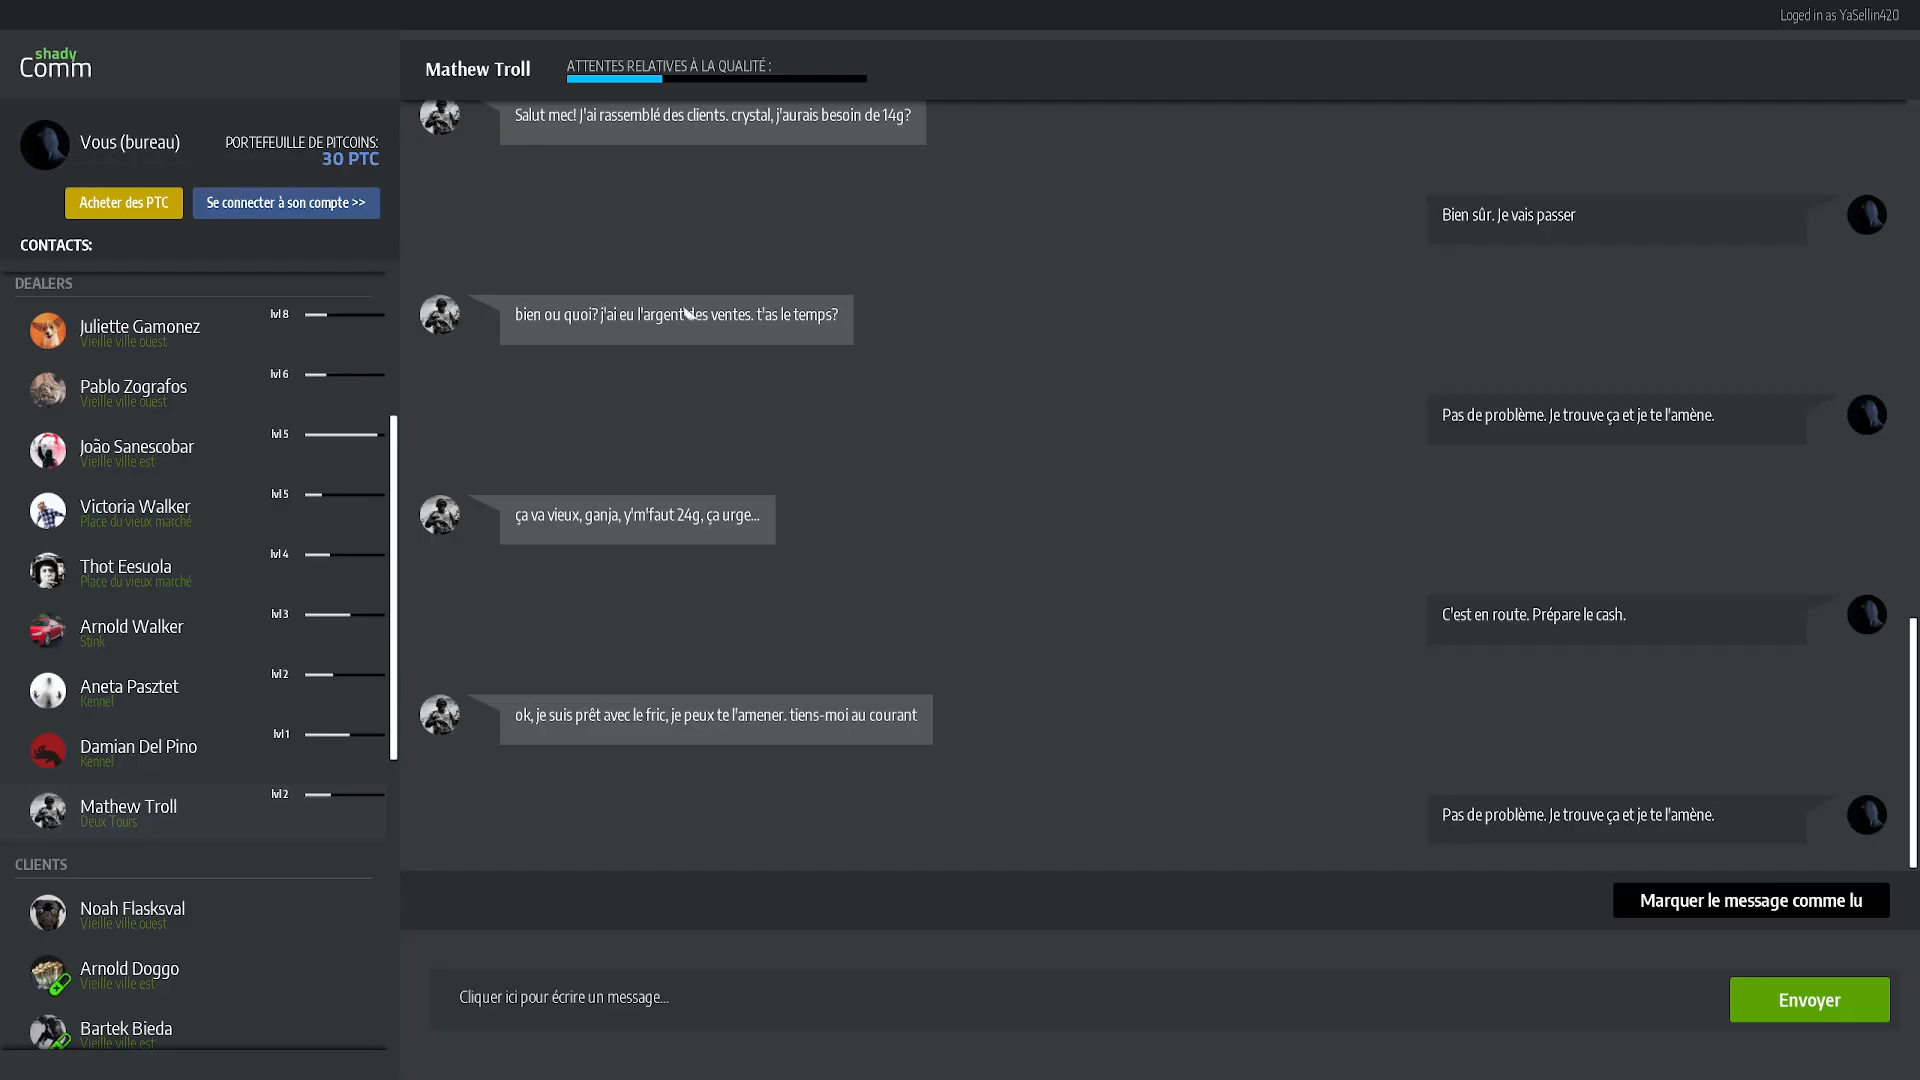 Loged in as YaSellin420
shady
Comm
Mathew Troll
ATTENTES RELATIVES À LA QUALITÉ :
Vous (bureau)
PORTEFEUILLE DE PITCOINS:
30 PTC
Acheter des PTC
Se connecter à son compte >>
CONTACTS:
DEALERS
Juliette Gamonez
Vieille ville ouest
lvl 8
Pablo Zografos
Vieille ville ouest
lvl 6
João Sanescobar
Vieille ville est
lvl 5
Victoria Walker
Place du vieux marché
lvl 5
Thot Eesuola
Place du vieux marché
lvl 4
Arnold Walker
Stink
lvl 3
Aneta Pasztet
Kennel
lvl 2
Damian Del Pino
Kennel
lvl 1
Mathew Troll
Deux Tours
lvl 2
CLIENTS
Noah Flasksval
Vieille ville ouest
Arnold Doggo
Vieille ville est
Bartek Bieda
Vieille ville est
Salut mec! J'ai rassemblé des clients. crystal, j'aurais besoin de 14g?
Bien sûr. Je vais passer
bien ou quoi? j'ai eu l'argent des ventes. t'as le temps?
Pas de problème. Je trouve ça et je te l'amène.
ça va vieux, ganja, y'm'faut 24g, ça urge...
C'est en route. Prépare le cash.
ok, je suis prêt avec le fric, je peux te l'amener. tiens-moi au courant
Pas de problème. Je trouve ça et je te l'amène.
Marquer le message comme lu
Cliquer ici pour écrire un message...
Envoyer